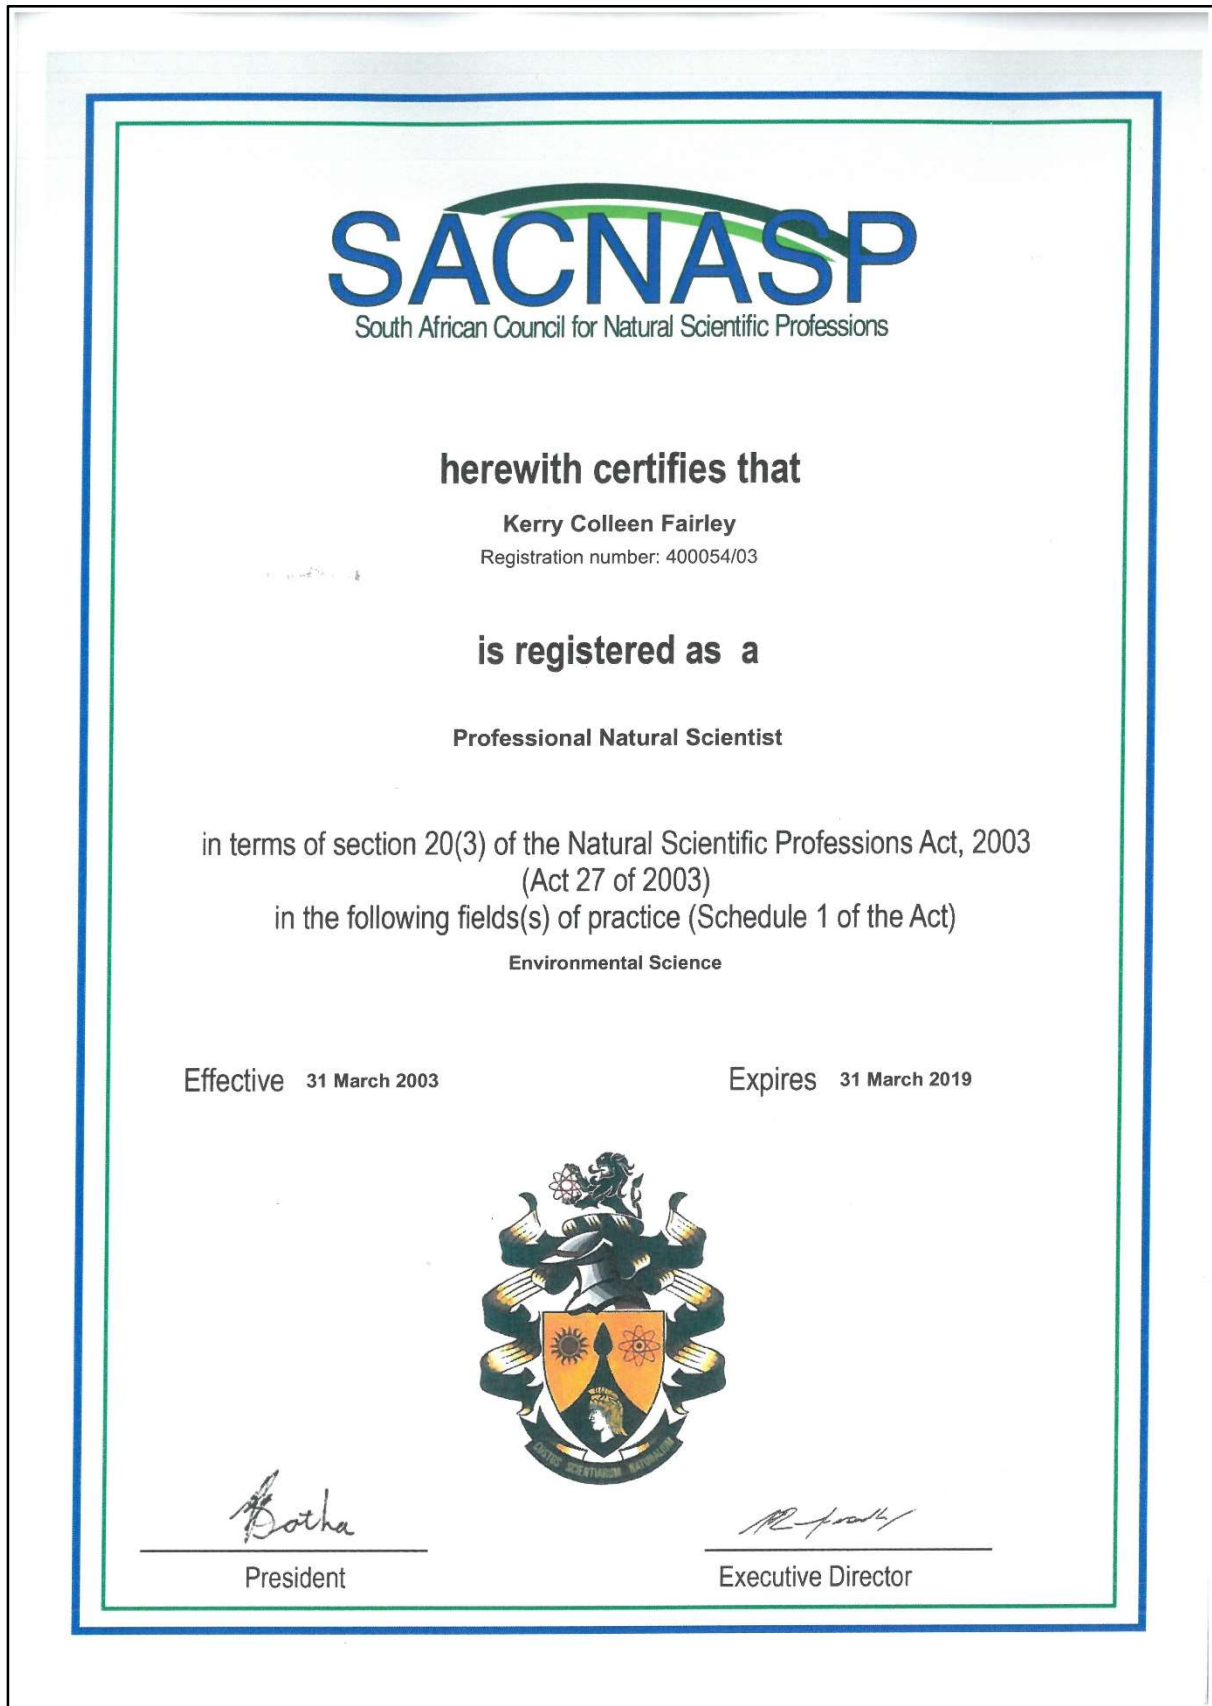 SACNASP
South African Council for Natural Scientific Professions
herewith certifies that
Kerry Colleen Fairley
Registration number: 400054/03
is registered as a
Professional Natural Scientist
in terms of section 20(3) of the Natural Scientific Professions Act, 2003
(Act 27 of 2003)
in the following fields(s) of practice (Schedule 1 of the Act)
Environmental Science
Effective 31 March 2003 Expires 31 March 2019
CUSTOS SCIENTIARUM NATURALIUM
Botha
President
Executive Director